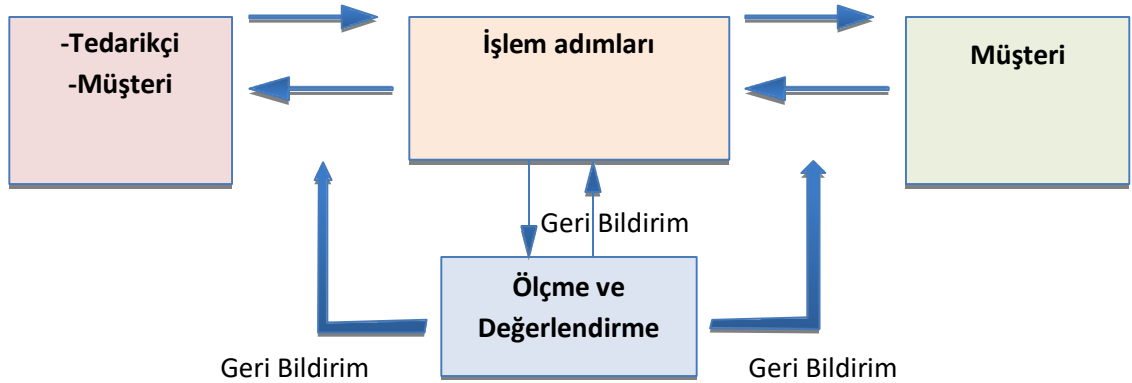 -Tedarikçi
-Müşteri
İşlem adımları
Müşteri
Geri Bildirim
Ölçme ve
Değerlendirme
Geri Bildirim
Geri Bildirim